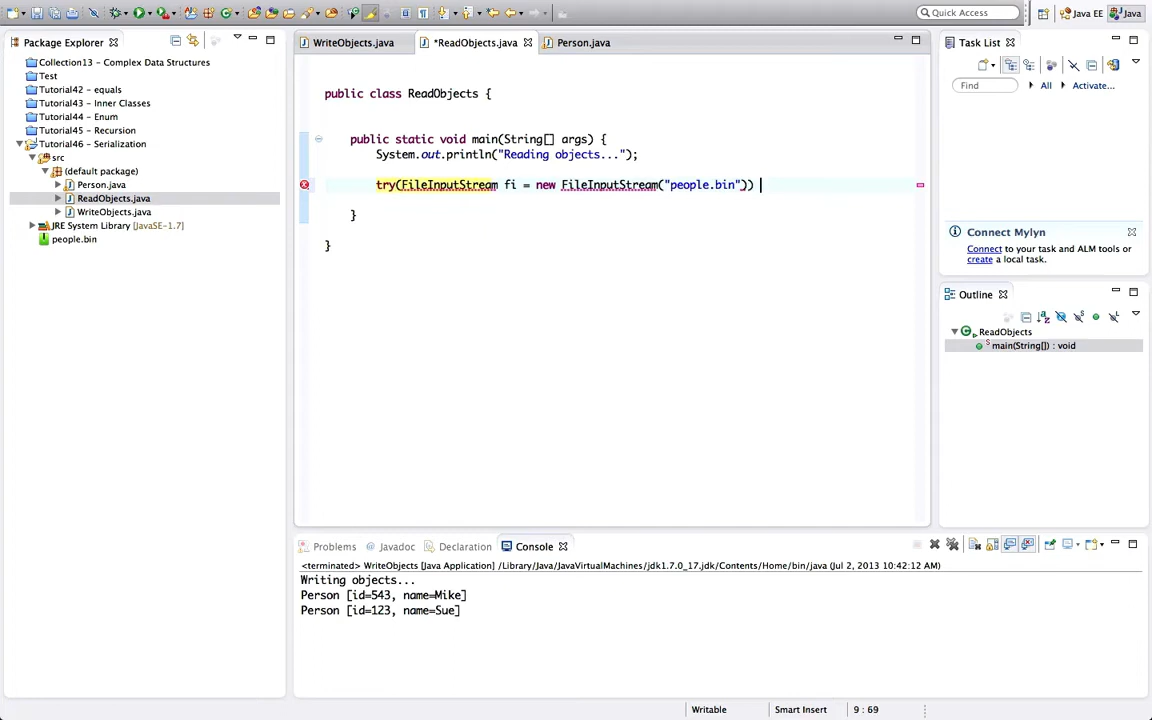 Quick Access
Java EE
Java
Package Explorer
Collection13 - Complex Data Structures
Test
Tutorial42 - equals
Tutorial43 - Inner Classes
Tutorial44 - Enum
Tutorial45 - Recursion
Tutorial46 - Serialization
src
(default package)
Person.java
ReadObjects.java
WriteObjects.java
JRE System Library [JavaSE-1.7]
people.bin
WriteObjects.java
*ReadObjects.java
Person.java
public class ReadObjects {
public static void main(String[] args) {
System.out.println("Reading objects...");
try(FileInputStream fi = new FileInputStream("people.bin"))
}
}
Task List
Find
All
Activate...
Connect Mylyn
Connect to your task and ALM tools or
create a local task.
Outline
ReadObjects
main(String[]) : void
Problems
Javadoc
Declaration
Console
<terminated> WriteObjects [Java Application] /Library/Java/JavaVirtualMachines/jdk1.7.0_17.jdk/Contents/Home/bin/java (Jul 2, 2013 10:42:12 AM)
Writing objects...
Person [id=543, name=Mike]
Person [id=123, name=Sue]
Writable
Smart Insert
9 : 69